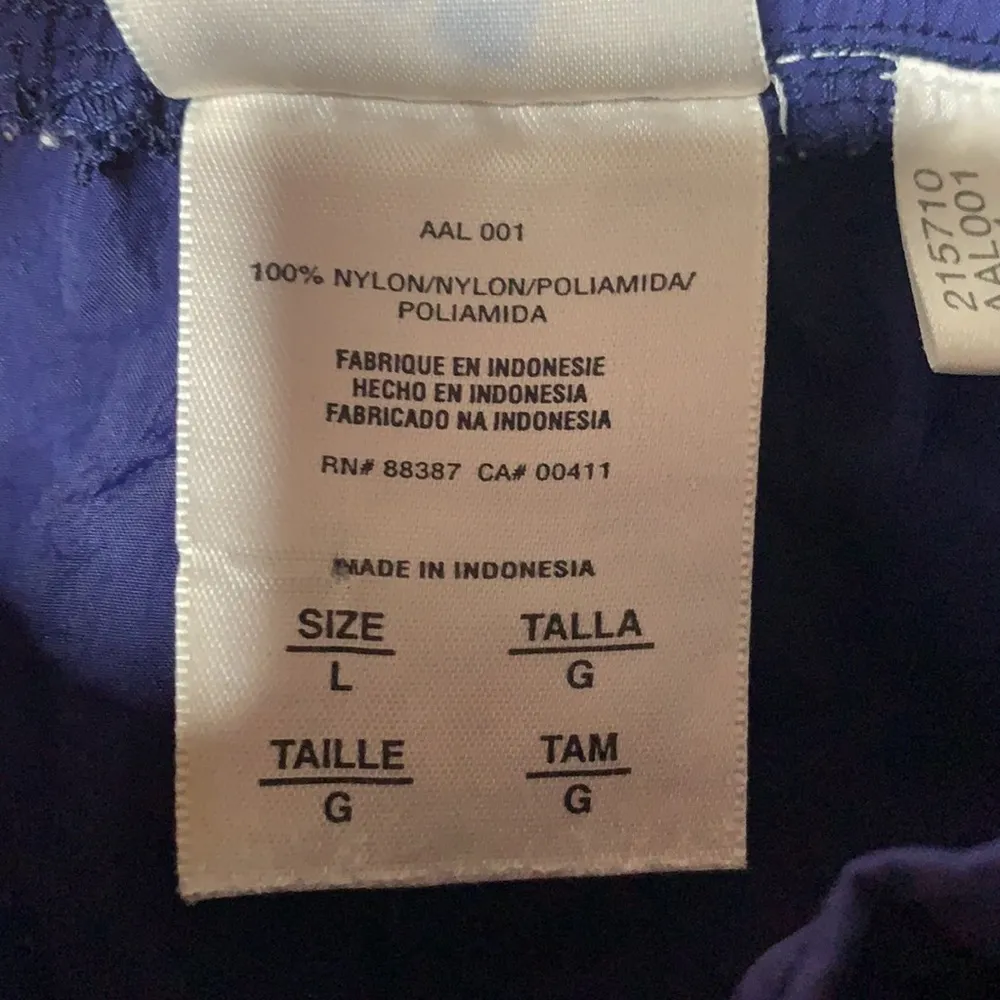 AAL 001
100% NYLON/NYLON/POLIAMIDA/
POLIAMIDA
FABRIQUE EN INDONESIE
HECHO EN INDONESIA
FABRICADO NA INDONESIA
RN# 88387 CA# 00411
MADE IN INDONESIA
SIZE
L
TALLA
G
TAILLE
G
TAM
G
215710
AAL001